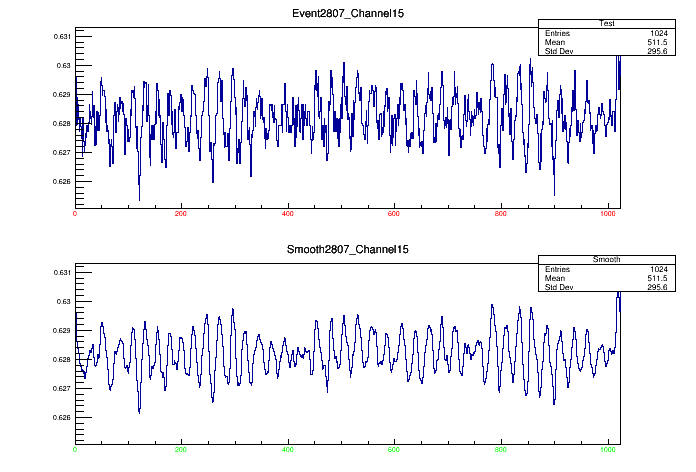 Event2807_Channel15
Test
Entries 1024
Mean 511.5
Std Dev 295.6
0.631
0.63
0.629
0.628
0.627
0.626
0 200 400 600 800 1000
Smooth2807_Channel15
Smooth
Entries 1024
Mean 511.5
Std Dev 295.6
0.631
0.63
0.629
0.628
0.627
0.626
0 200 400 600 800 1000